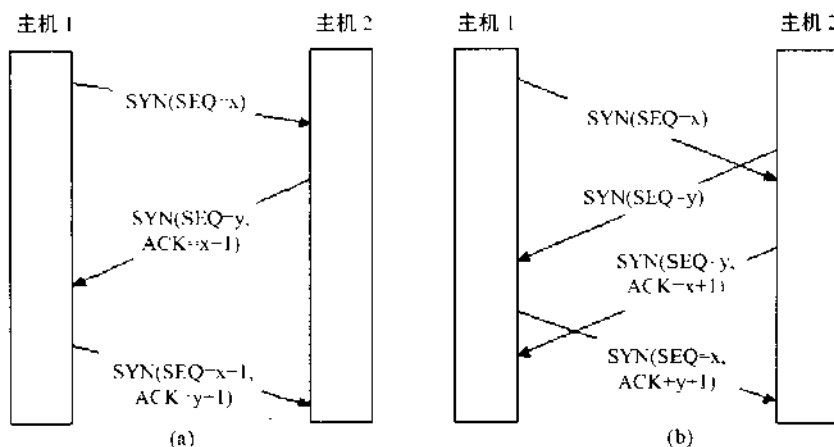 主机 1
主机 2
SYN(SEQ=x)
SYN(SEQ=y,
ACK=x+1)
SYN(SEQ=x+1,
ACK=y+1)
(a)
主机 1
主机 2
SYN(SEQ=x)
SYN(SEQ=y)
SYN(SEQ=y,
ACK=x+1)
SYN(SEQ=x,
ACK+y+1)
(b)